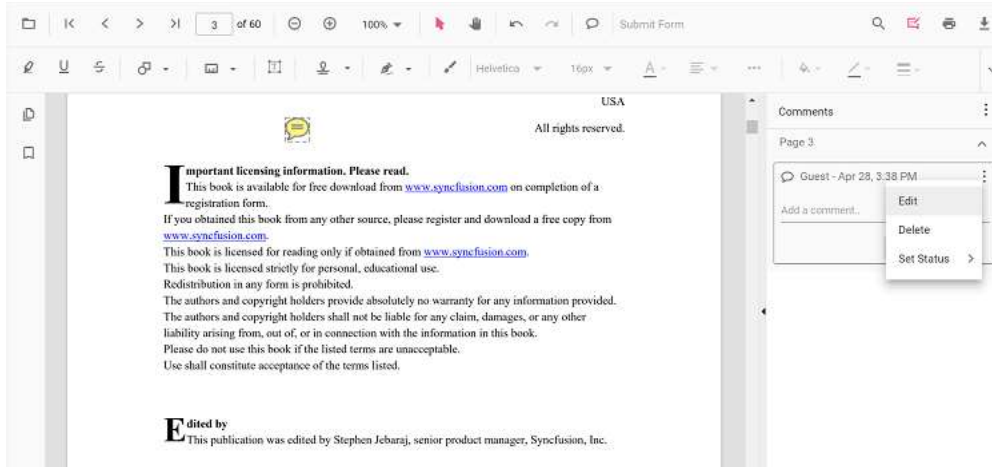 3 of 60 100% Submit Form
Helvetica 16px A
USA
All rights reserved.
Important licensing information. Please read.
This book is available for free download from www.syncfusion.com on completion of a
registration form.
If you obtained this book from any other source, please register and download a free copy from
www.syncfusion.com.
This book is licensed for reading only if obtained from www.syncfusion.com.
This book is licensed strictly for personal, educational use.
Redistribution in any form is prohibited.
The authors and copyright holders provide absolutely no warranty for any information provided.
The authors and copyright holders shall not be liable for any claim, damages, or any other
liability arising from, out of, or in connection with the information in this book.
Please do not use this book if the listed terms are unacceptable.
Use shall constitute acceptance of the terms listed.
Edited by
This publication was edited by Stephen Jebaraj, senior product manager, Syncfusion, Inc.
Comments
Page 3
Guest - Apr 28, 3:38 PM
Add a comment..
Edit
Delete
Set Status